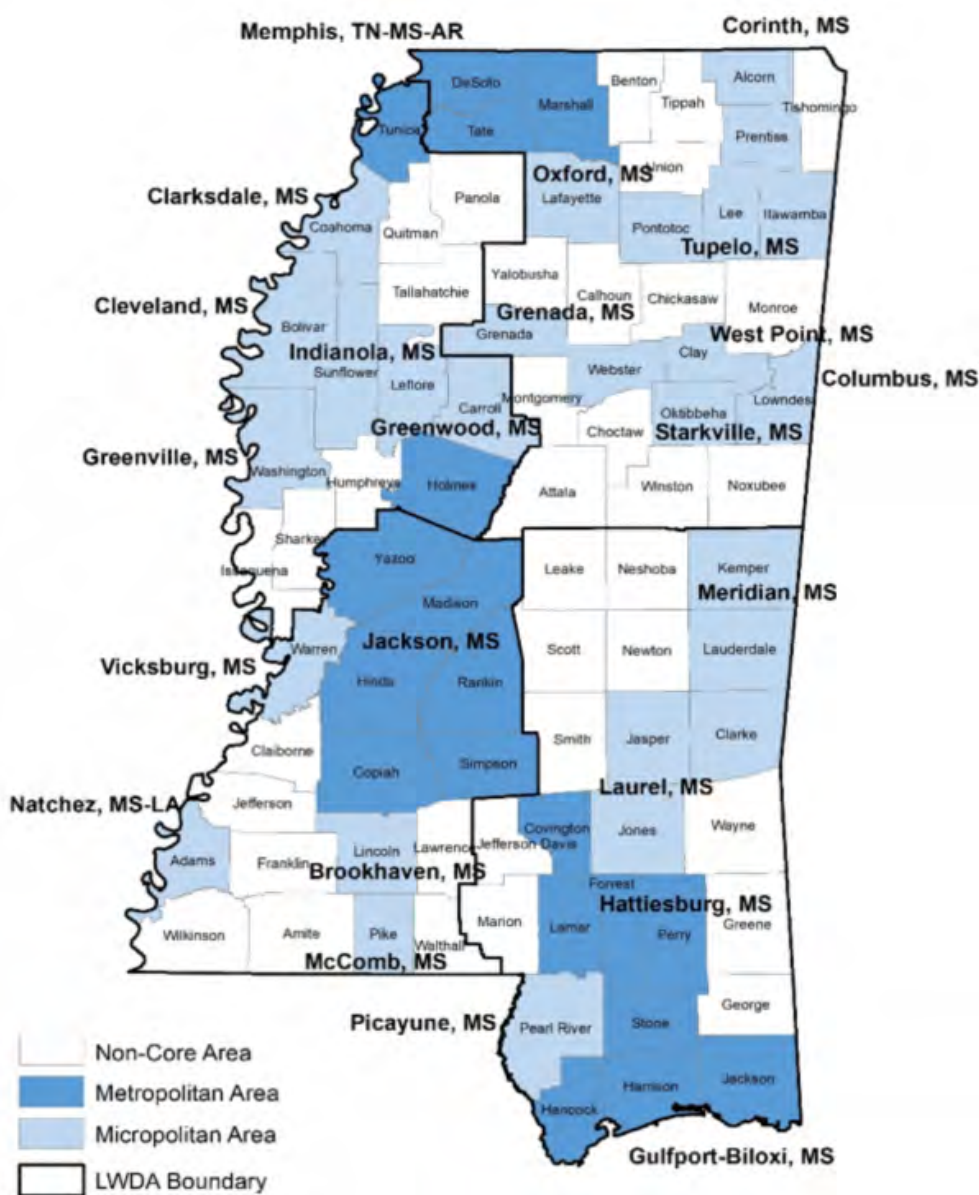 Memphis, TN-MS-AR
Corinth, MS
DeSoto
Marshall
Benton
Alcorn
Tippah
Tishomingo
Tunica
Tate
Prentiss
Union
Oxford, MS
Clarksdale, MS
Panola
Lafayette
Lee
Itawamba
Coahoma
Quitman
Pontotoc
Tupelo, MS
Yalobusha
Tallahatchie
Calhoun
Chickasaw
Monroe
Cleveland, MS
Grenada, MS
Bolivar
Grenada
West Point, MS
Indianola, MS
Clay
Sunflower
Leflore
Webster
Columbus, MS
Carroll
Montgomery
Lowndes
Oktibbeha
Greenwood, MS
Choctaw
Starkville, MS
Greenville, MS
Washington
Humphreys
Holmes
Attala
Winston
Noxubee
Sharkey
Issaquena
Yazoo
Leake
Neshoba
Kemper
Meridian, MS
Madison
Jackson, MS
Warren
Scott
Newton
Lauderdale
Vicksburg, MS
Hinds
Rankin
Claiborne
Smith
Jasper
Clarke
Copiah
Simpson
Laurel, MS
Natchez, MS-LA
Jefferson
Covington
Jones
Wayne
Adams
Franklin
Lincoln
Lawrence
Jefferson Davis
Brookhaven, MS
Forrest
Hattiesburg, MS
Marion
Lamar
Perry
Greene
Wilkinson
Amite
Pike
Walthall
McComb, MS
George
Picayune, MS
Pearl River
Stone
Non-Core Area
Metropolitan Area
Harrison
Jackson
Hancock
Micropolitan Area
Gulfport-Biloxi, MS
LWDA Boundary